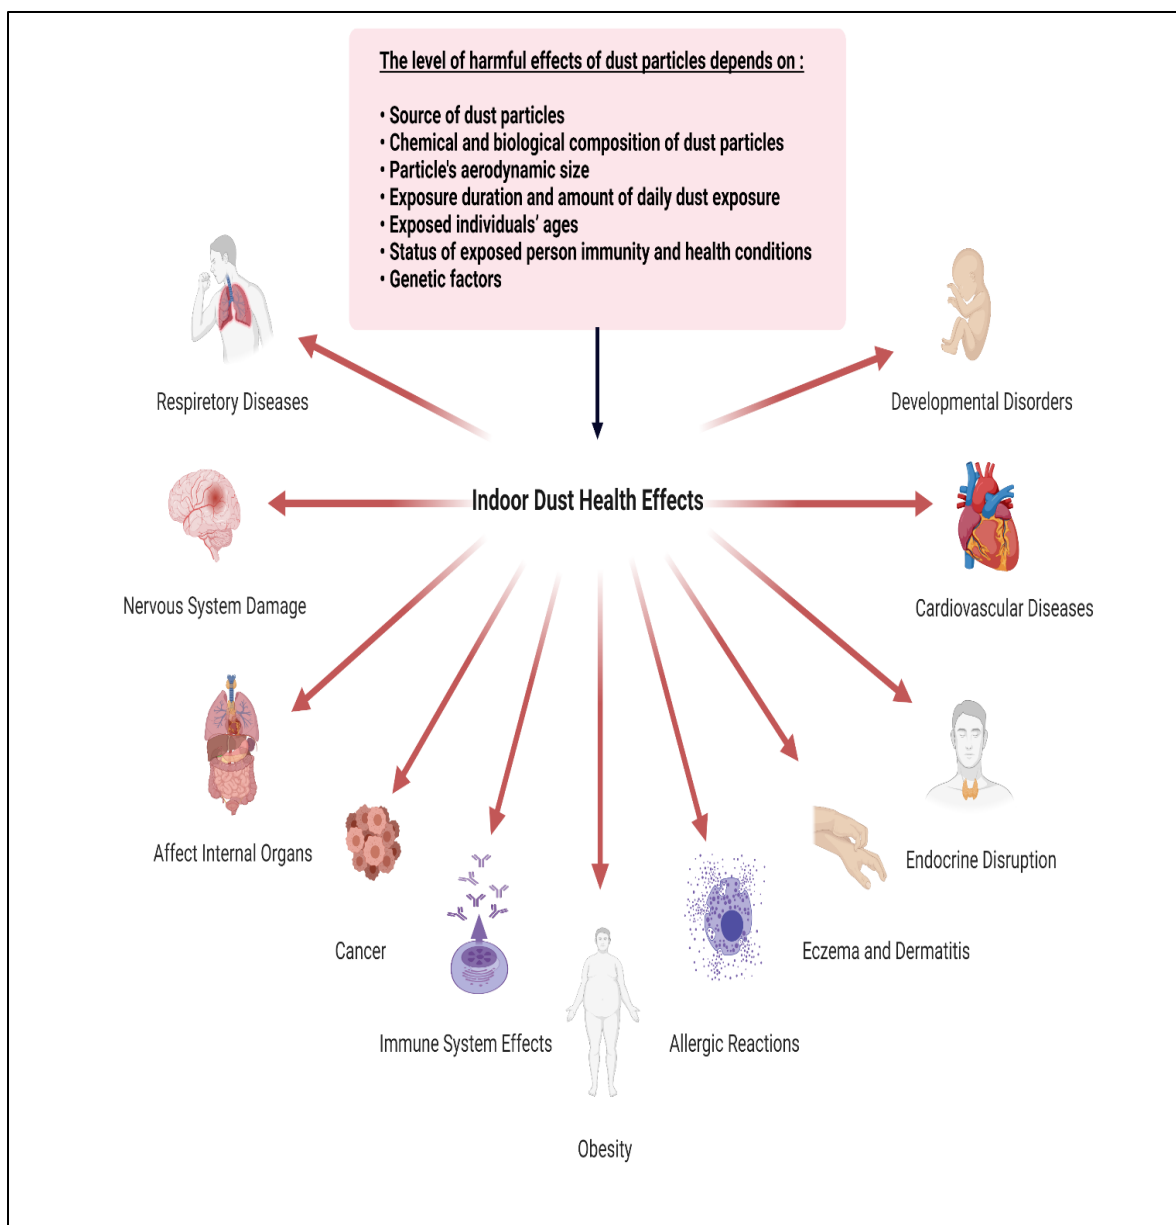 The level of harmful effects of dust particles depends on :
• Source of dust particles
• Chemical and biological composition of dust particles
• Particle's aerodynamic size
• Exposure duration and amount of daily dust exposure
• Exposed individuals’ ages
• Status of exposed person immunity and health conditions
• Genetic factors
Respiretory Diseases
Developmental Disorders
Indoor Dust Health Effects
Nervous System Damage
Cardiovascular Diseases
Affect Internal Organs
Endocrine Disruption
Cancer
Eczema and Dermatitis
Immune System Effects
Allergic Reactions
Obesity